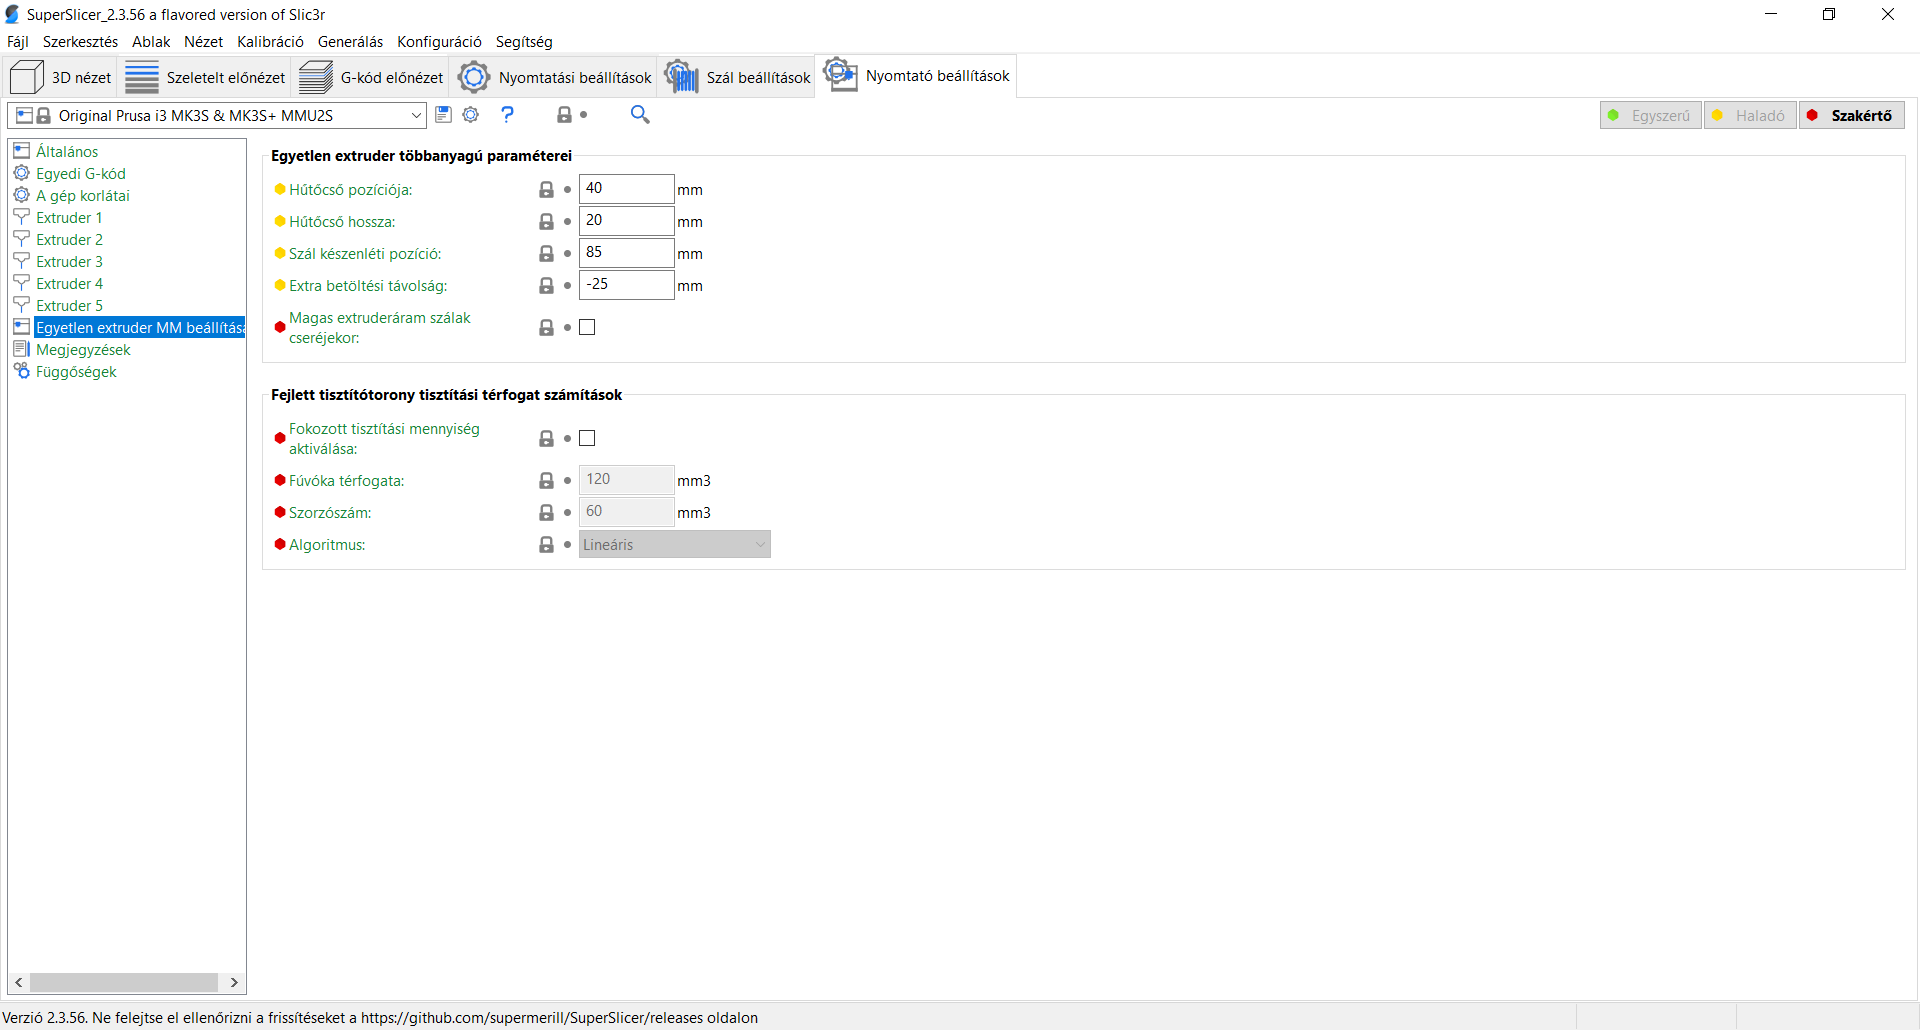 SuperSlicer_2.3.56 a flavored version of Slic3r
Fájl Szerkesztés Ablak Nézet Kalibráció Generálás Konfiguráció Segítség
3D nézet Szeletelt előnézet G-kód előnézet Nyomtatási beállítások Szál beállítások Nyomtató beállítások
Original Prusa i3 MK3S & MK3S+ MMU2S ? Egyszerű Haladó Szakértő
Általános
Egyedi G-kód
A gép korlátai
Extruder 1
Extruder 2
Extruder 3
Extruder 4
Extruder 5
Egyetlen extruder MM beállítása
Megjegyzések
Függőségek
Egyetlen extruder többanyagú paraméterei
Hűtőcső pozíciója: 40 mm
Hűtőcső hossza: 20 mm
Szál készenléti pozíció: 85 mm
Extra betöltési távolság: -25 mm
Magas extruderáram szálak
cseréjekor:
Fejlett tisztítótorony tisztítási térfogat számítások
Fokozott tisztítási mennyiség
aktiválása:
Fúvóka térfogata: 120 mm3
Szorzószám: 60 mm3
Algoritmus: Lineáris
Verzió 2.3.56. Ne felejtse el ellenőrizni a frissítéseket a https://github.com/supermerill/SuperSlicer/releases oldalon